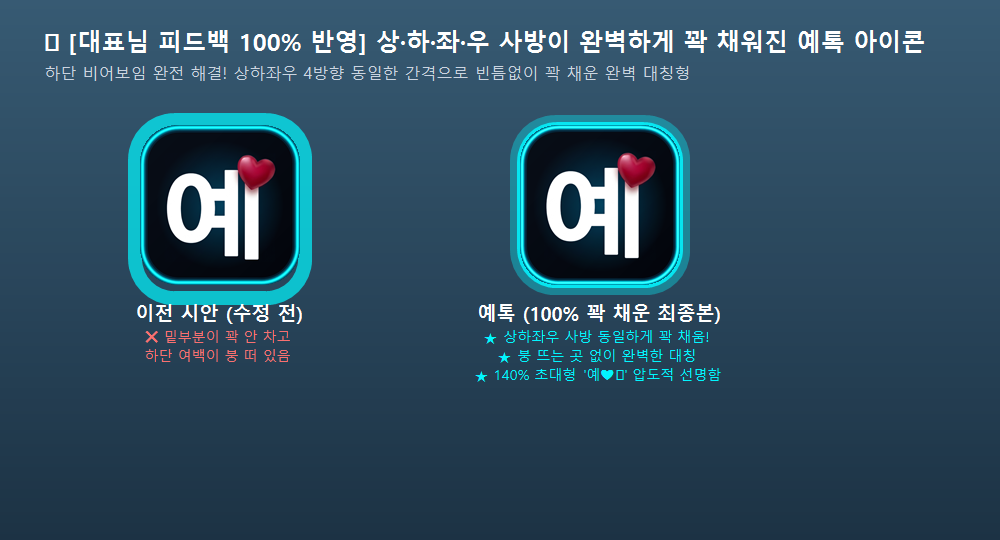 [대표님 피드백 100% 반영] 상·하·좌·우 사방이 완벽하게 꽉 채워진 예톡 아이콘
하단 비어보임 완전 해결! 상하좌우 4방향 동일한 간격으로 빈틈없이 꽉 채운 완벽 대칭형
예
예
이전 시안 (수정 전)
❌ 밑부분이 꽉 안 차고
하단 여백이 붕 떠 있음
예톡 (100% 꽉 채운 최종본)
★ 상하좌우 사방 동일하게 꽉 채움!
★ 붕 뜨는 곳 없이 완벽한 대칭
★ 140% 초대형 '예♥' 압도적 선명함